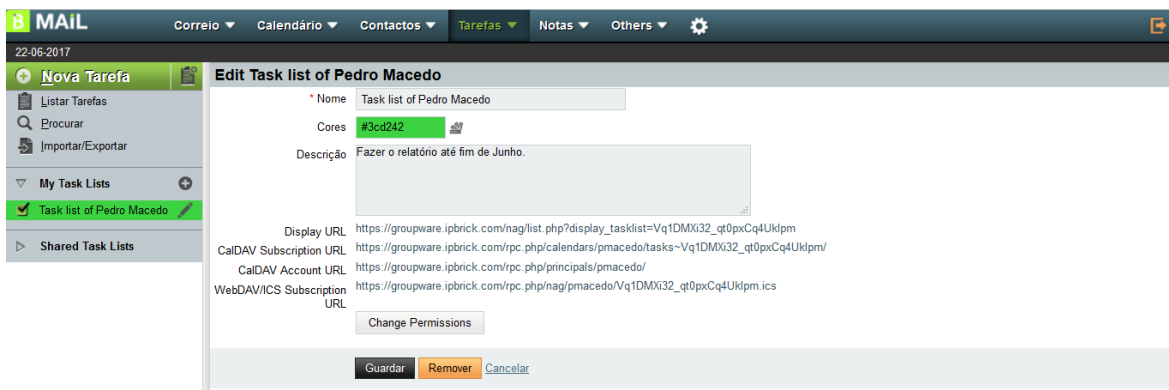 B MAIL
Correio Calendário Contactos Tarefas Notas Others
22-06-2017
Nova Tarefa
Listar Tarefas
Procurar
Importar/Exportar
My Task Lists
Task list of Pedro Macedo
Shared Task Lists
Edit Task list of Pedro Macedo
* Nome Task list of Pedro Macedo
Cores #3cd242
Descrição Fazer o relatório até fim de Junho.
Display URL https://groupware.ipbrick.com/nag/list.php?display_tasklist=Vq1DMXi32_qt0pxCq4Uklpm
CalDAV Subscription URL https://groupware.ipbrick.com/rpc.php/calendars/pmacedo/tasks~Vq1DMXi32_qt0pxCq4Uklpm/
CalDAV Account URL https://groupware.ipbrick.com/rpc.php/principals/pmacedo/
WebDAV/ICS Subscription https://groupware.ipbrick.com/rpc.php/nag/pmacedo/Vq1DMXi32_qt0pxCq4Uklpm.ics
URL
Change Permissions
Guardar Remover Cancelar